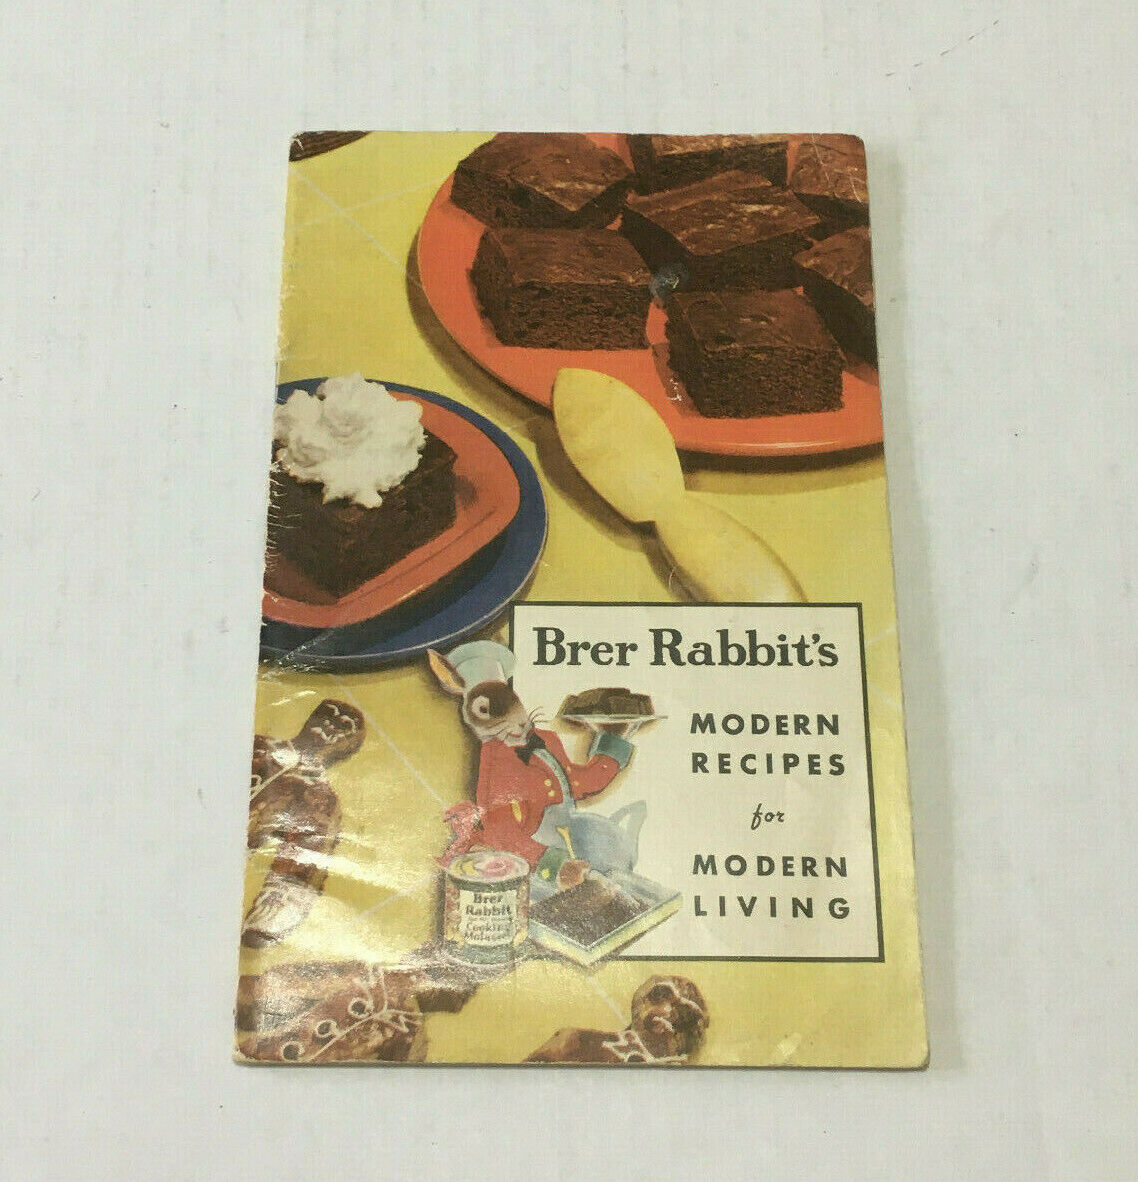 Brer Rabbit's
MODERN
RECIPES
for
MODERN
LIVING
Brer
Rabbit
Cooking
Molasses